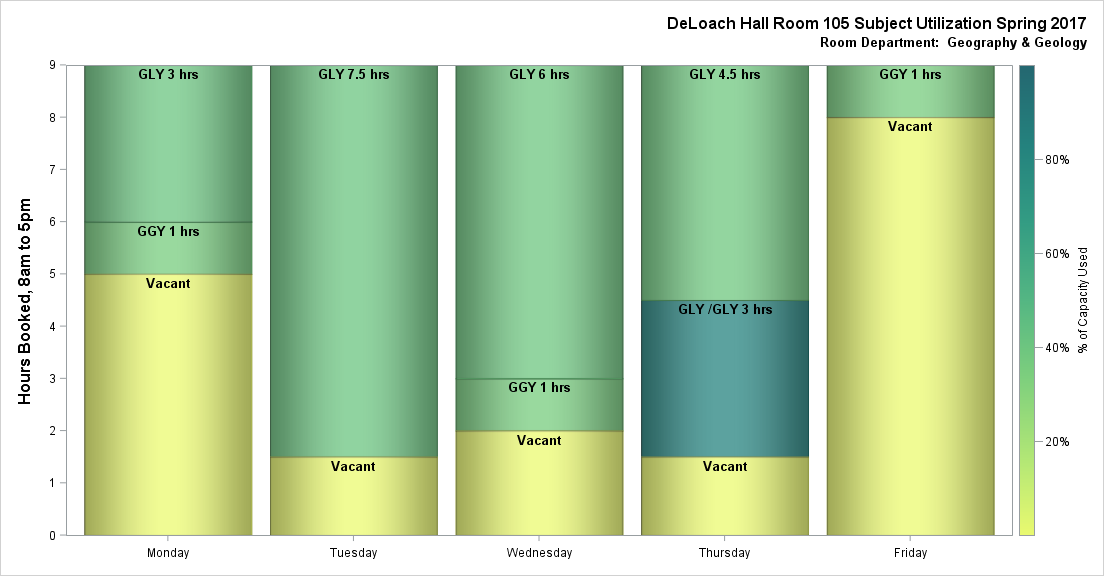 DeLoach Hall Room 105 Subject Utilization Spring 2017
Room Department: Geography & Geology
Hours Booked, 8am to 5pm
9
8
7
6
5
4
3
2
1
0
GLY 3 hrs
GGY 1 hrs
Vacant
GLY 7.5 hrs
Vacant
GLY 6 hrs
GGY 1 hrs
Vacant
GLY 4.5 hrs
GLY /GLY 3 hrs
Vacant
GGY 1 hrs
Vacant
Monday
Tuesday
Wednesday
Thursday
Friday
80%
60%
40%
20%
% of Capacity Used